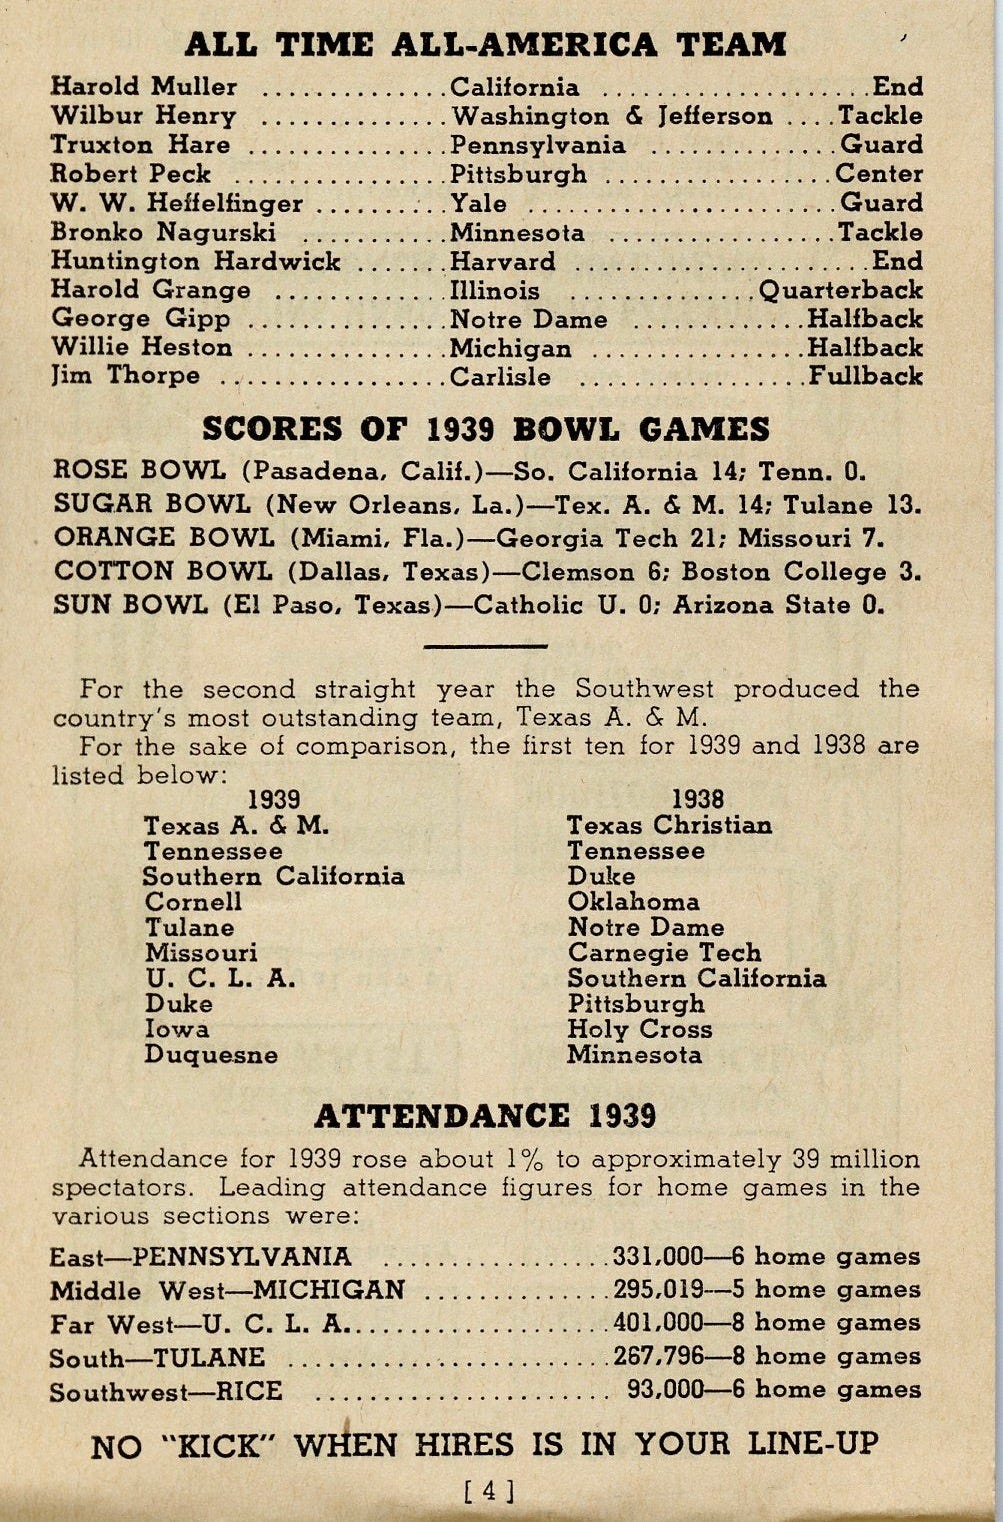 ALL TIME ALL-AMERICA TEAM
Harold Muller ..............California ....................End
Wilbur Henry ..............Washington & Jefferson ....Tackle
Truxton Hare ...............Pennsylvania ..............Guard
Robert Peck ................Pittsburgh .................Center
W. W. Heffelfinger ..........Yale .......................Guard
Bronko Nagurski ...........Minnesota .................Tackle
Huntington Hardwick .......Harvard ......................End
Harold Grange .............Illinois ..............Quarterback
George Gipp ...............Notre Dame .............Halfback
Willie Heston ...............Michigan ................Halfback
Jim Thorpe .................Carlisle .................Fullback
SCORES OF 1939 BOWL GAMES
ROSE BOWL (Pasadena, Calif.)—So. California 14; Tenn. 0.
SUGAR BOWL (New Orleans, La.)—Tex. A. & M. 14; Tulane 13.
ORANGE BOWL (Miami, Fla.)—Georgia Tech 21; Missouri 7.
COTTON BOWL (Dallas, Texas)—Clemson 6; Boston College 3.
SUN BOWL (El Paso, Texas)—Catholic U. 0; Arizona State 0.
For the second straight year the Southwest produced the
country's most outstanding team, Texas A. & M.
For the sake of comparison, the first ten for 1939 and 1938 are
listed below:
1939
Texas A. & M.
Tennessee
Southern California
Cornell
Tulane
Missouri
U. C. L. A.
Duke
Iowa
Duquesne
1938
Texas Christian
Tennessee
Duke
Oklahoma
Notre Dame
Carnegie Tech
Southern California
Pittsburgh
Holy Cross
Minnesota
ATTENDANCE 1939
Attendance for 1939 rose about 1% to approximately 39 million
spectators. Leading attendance figures for home games in the
various sections were:
East—PENNSYLVANIA .................331,000—6 home games
Middle West—MICHIGAN ..............295,019—5 home games
Far West—U. C. L. A....................401,000—8 home games
South—TULANE ........................267,796—8 home games
Southwest—RICE ...................... 93,000—6 home games
NO "KICK" WHEN HIRES IS IN YOUR LINE-UP
[ 4 ]